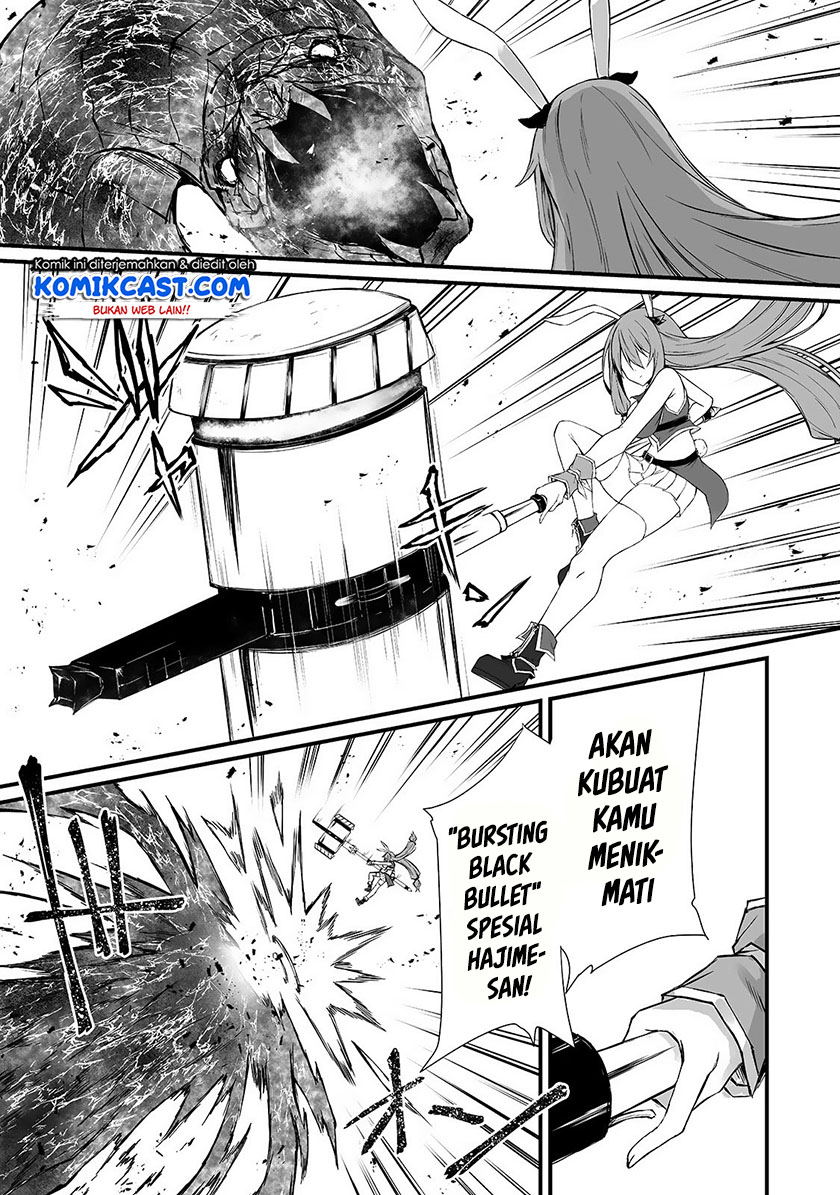 Komik ini diterjemahkan & diedit oleh
KOMIKCAST.COM
BUKAN WEB LAIN!!
AKAN
KUBUAT
KAMU
MENIK-
MATI
"BURSTING
BLACK
BULLET"
SPESIAL
HAJIME-
SAN!